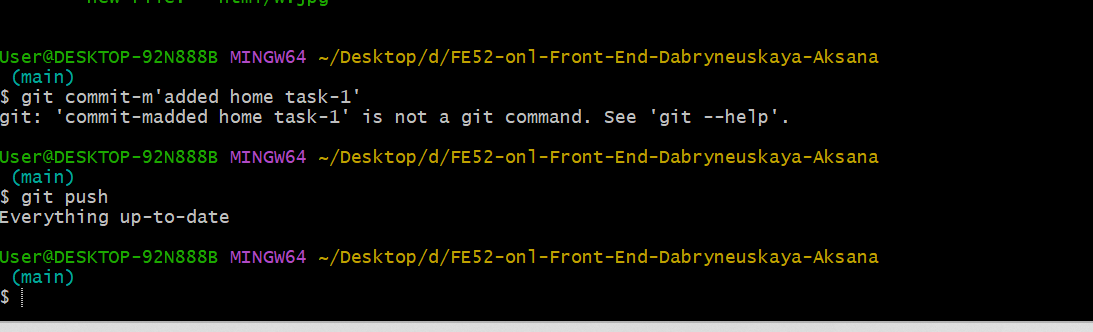 User@DESKTOP-92N888B MINGW64 ~/Desktop/d/FE52-onl-Front-End-Dabryneuskaya-Aksana
(main)
$ git commit-m'added home task-1'
git: 'commit-madded home task-1' is not a git command. See 'git --help'.
User@DESKTOP-92N888B MINGW64 ~/Desktop/d/FE52-onl-Front-End-Dabryneuskaya-Aksana
(main)
$ git push
Everything up-to-date
User@DESKTOP-92N888B MINGW64 ~/Desktop/d/FE52-onl-Front-End-Dabryneuskaya-Aksana
(main)
$